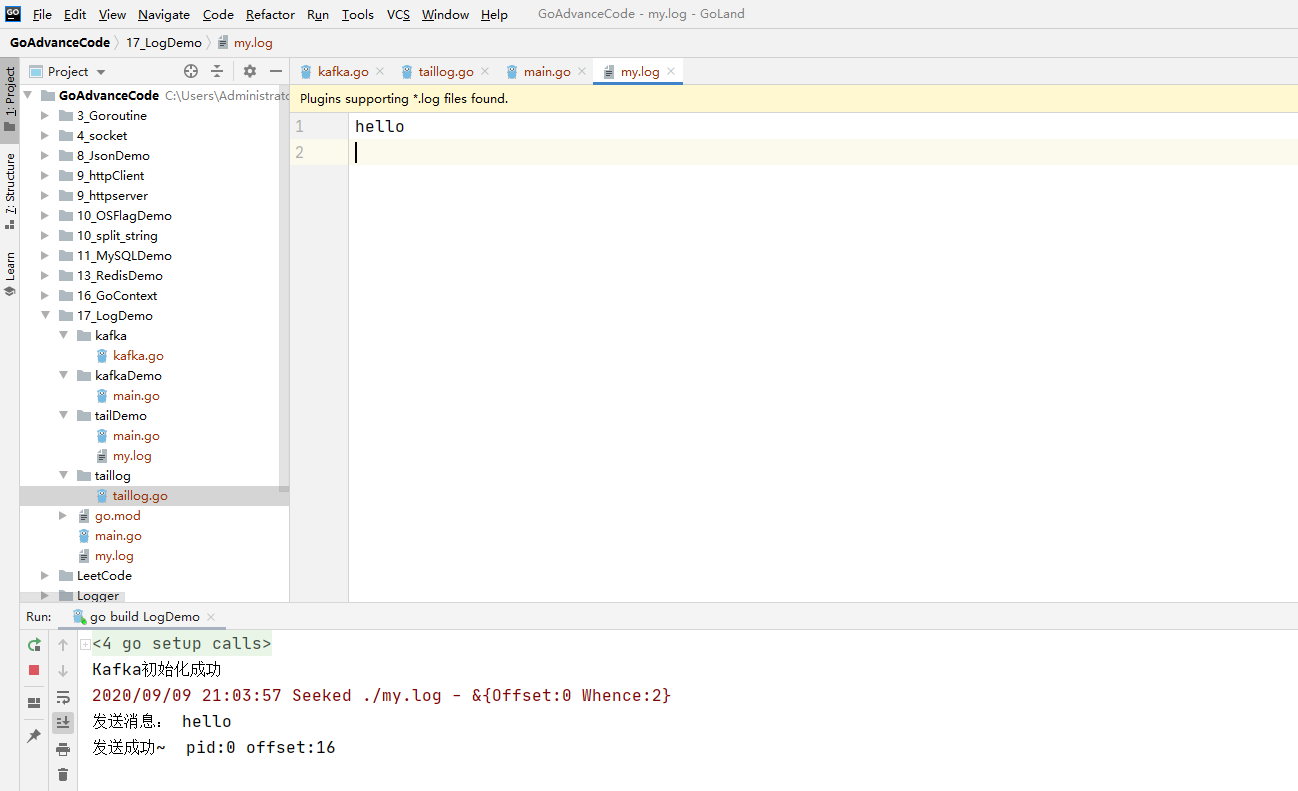 GO File Edit View Navigate Code Refactor Run Tools VCS Window Help GoAdvanceCode - my.log - GoLand
GoAdvanceCode 17_LogDemo my.log
1: Project
7: Structure
Learn
Project
kafka.go taillog.go main.go my.log
GoAdvanceCode C:\Users\Administrato
3_Goroutine
4_socket
8_JsonDemo
9_httpClient
9_httpserver
10_OSFlagDemo
10_split_string
11_MySQLDemo
13_RedisDemo
16_GoContext
17_LogDemo
kafka
kafka.go
kafkaDemo
main.go
tailDemo
main.go
my.log
taillog
taillog.go
go.mod
main.go
my.log
LeetCode
Logger
Plugins supporting *.log files found.
1 hello
2
Run: go build LogDemo
<4 go setup calls>
Kafka初始化成功
2020/09/09 21:03:57 Seeked ./my.log - &{Offset:0 Whence:2}
发送消息： hello
发送成功~ pid:0 offset:16